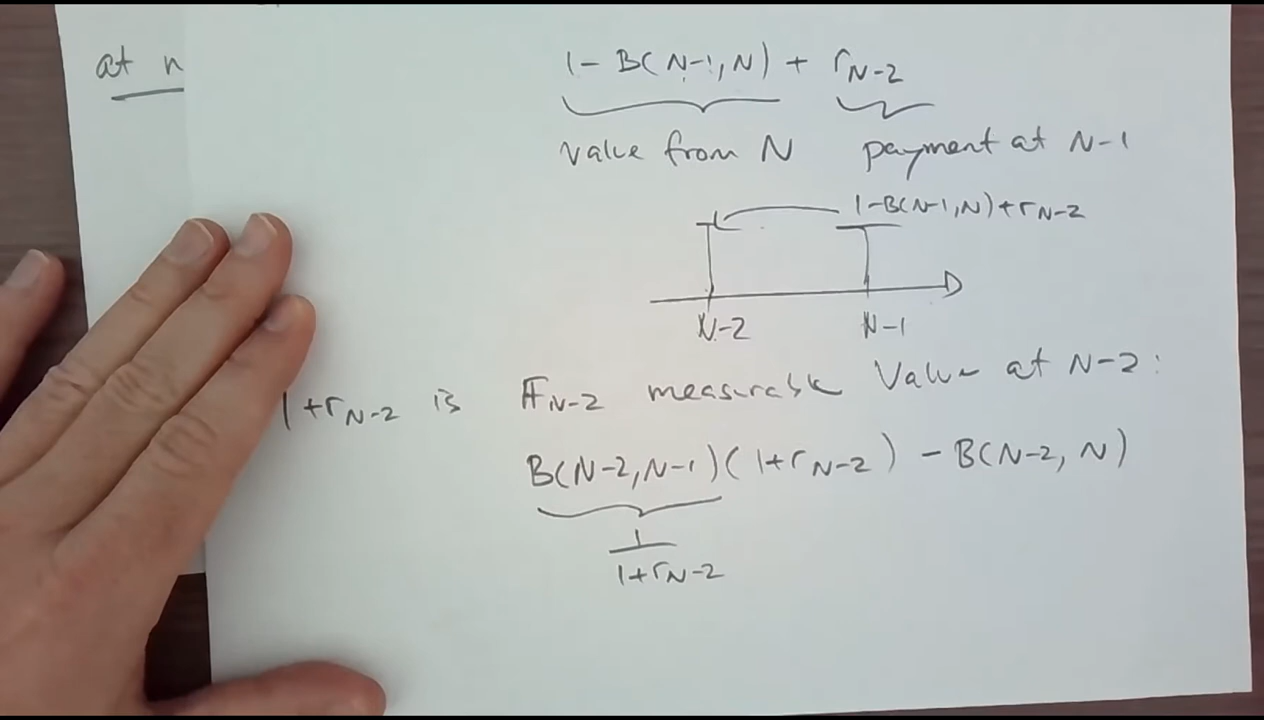 at n
1 - B(N-1, N) + r_{N-2}
value from N payment at N-1
1-B(N-1,N)+r_{N-2}
N-2 N-1
1+r_{N-2} is 𝔽_{N-2} measurable Value at N-2:
B(N-2,N-1)(1+r_{N-2}) - B(N-2, N)
1
1+r_{N-2}